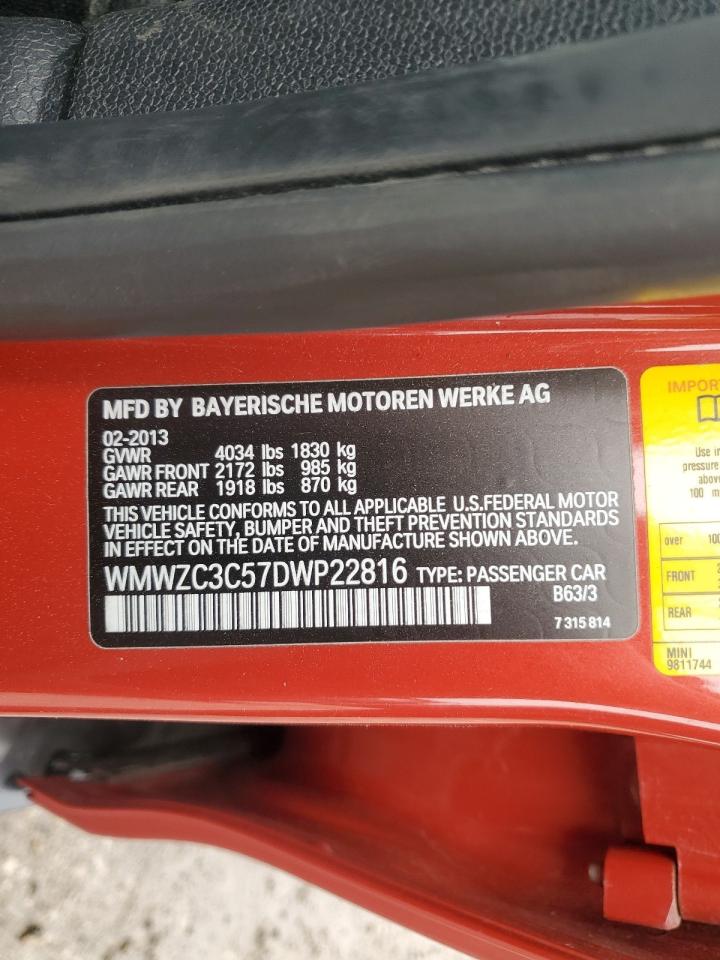 MFD BY BAYERISCHE MOTOREN WERKE AG
02-2013
GVWR 4034 lbs 1830 kg
GAWR FRONT 2172 lbs 985 kg
GAWR REAR 1918 lbs 870 kg
THIS VEHICLE CONFORMS TO ALL APPLICABLE U.S.FEDERAL MOTOR
VEHICLE SAFETY, BUMPER AND THEFT PREVENTION STANDARDS
IN EFFECT ON THE DATE OF MANUFACTURE SHOWN ABOVE.
WMWZC3C57DWP22816 TYPE: PASSENGER CAR
B63/3
7 315 814
IMPOR
Use in
pressure
above
100 m
over 100
FRONT
REAR
MINI
9811744